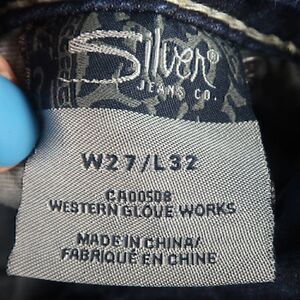 Silver®
JEANS CO.
W27/L32
CA00508
WESTERN GLOVE WORKS
MADE IN CHINA/
FABRIQUÉ EN CHINE